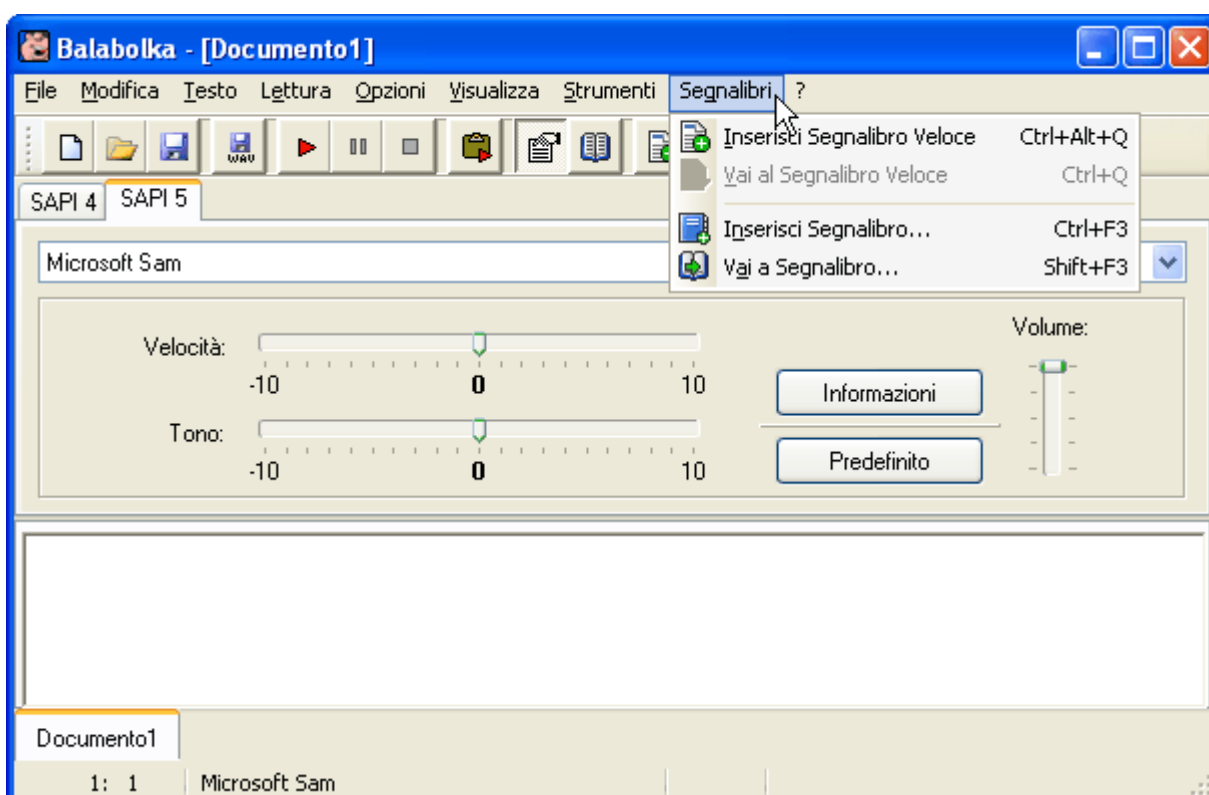 Balabolka - [Documento1]
File Modifica Testo Lettura Opzioni Visualizza Strumenti Segnalibri ?
WAV
Inserisci Segnalibro Veloce Ctrl+Alt+Q
Vai al Segnalibro Veloce Ctrl+Q
Inserisci Segnalibro... Ctrl+F3
Vai a Segnalibro... Shift+F3
SAPI 4 SAPI 5
Microsoft Sam
Velocità:
-10 0 10
Tono:
-10 0 10
Informazioni
Predefinito
Volume:
Documento1
1: 1 Microsoft Sam